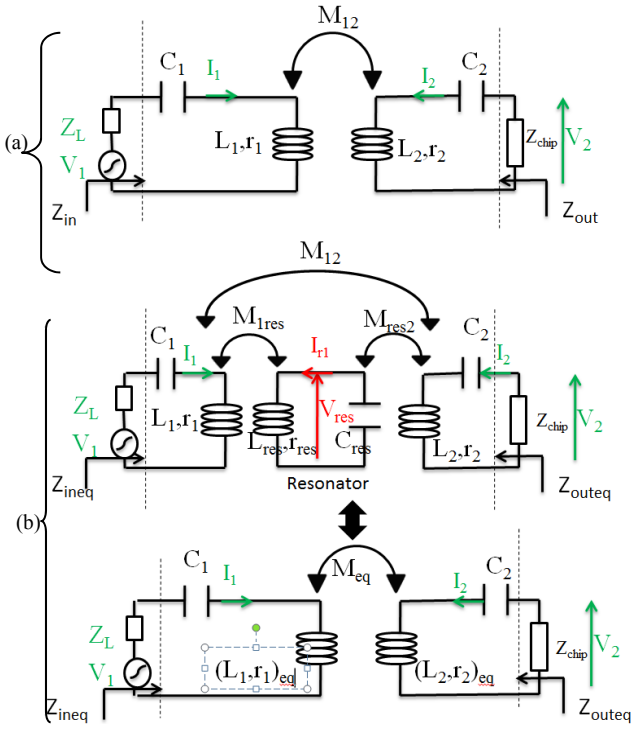 M12
C1
I1
I2
C2
(a)
ZL
V1
L1,r1
L2,r2
Zchip
V2
Zin
Zout
M12
C1
M1res
Mres2
C2
I1
Ir1
I2
ZL
V1
L1,r1
Lres,rres
Vres
Cres
L2,r2
Zchip
V2
Zineq
Resonator
Zouteq
(b)
C1
I1
Meq
I2
C2
ZL
V1
(L1,r1)eq
(L2,r2)eq
Zchip
V2
Zineq
Zouteq